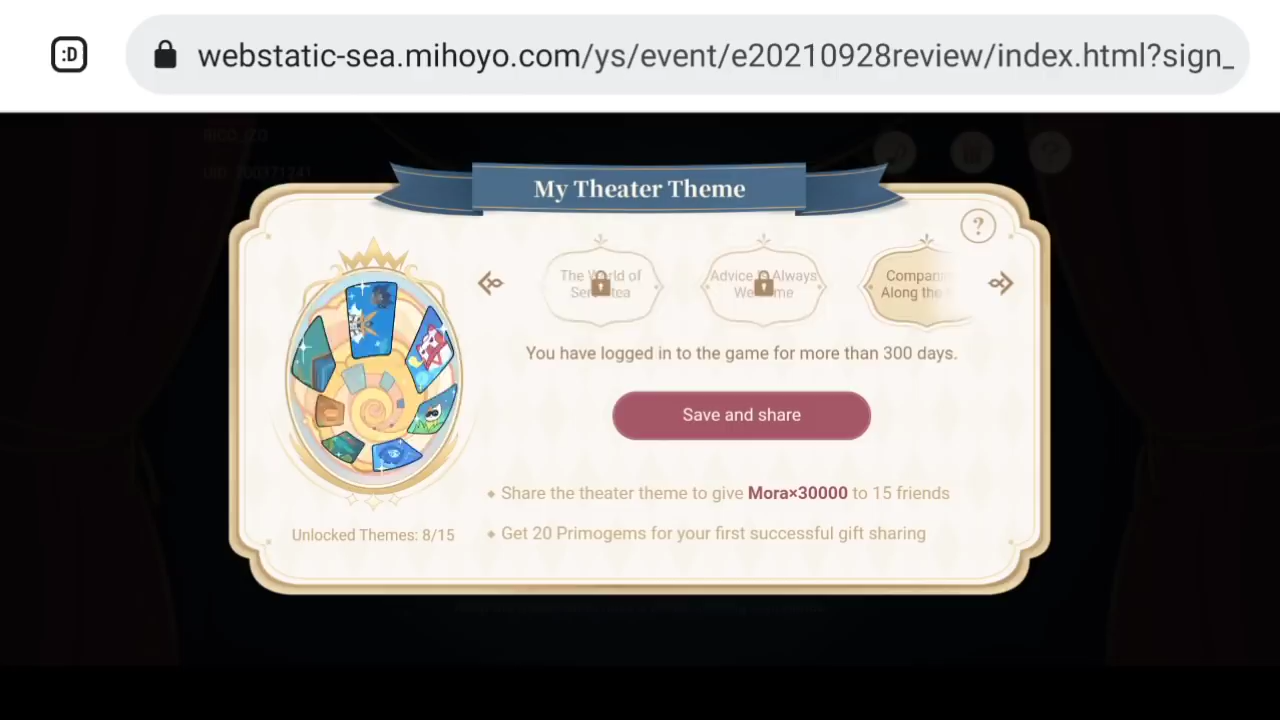 :D
webstatic-sea.mihoyo.com/ys/event/e20210928review/index.html?sign_
My Theater Theme
?
The World of
Advice Always
Along the
You have logged in to the game for more than 300 days.
Save and share
Share the theater theme to give Mora×30000 to 15 friends
Unlocked Themes: 8/15
Get 20 Primogems for your first successful gift sharing